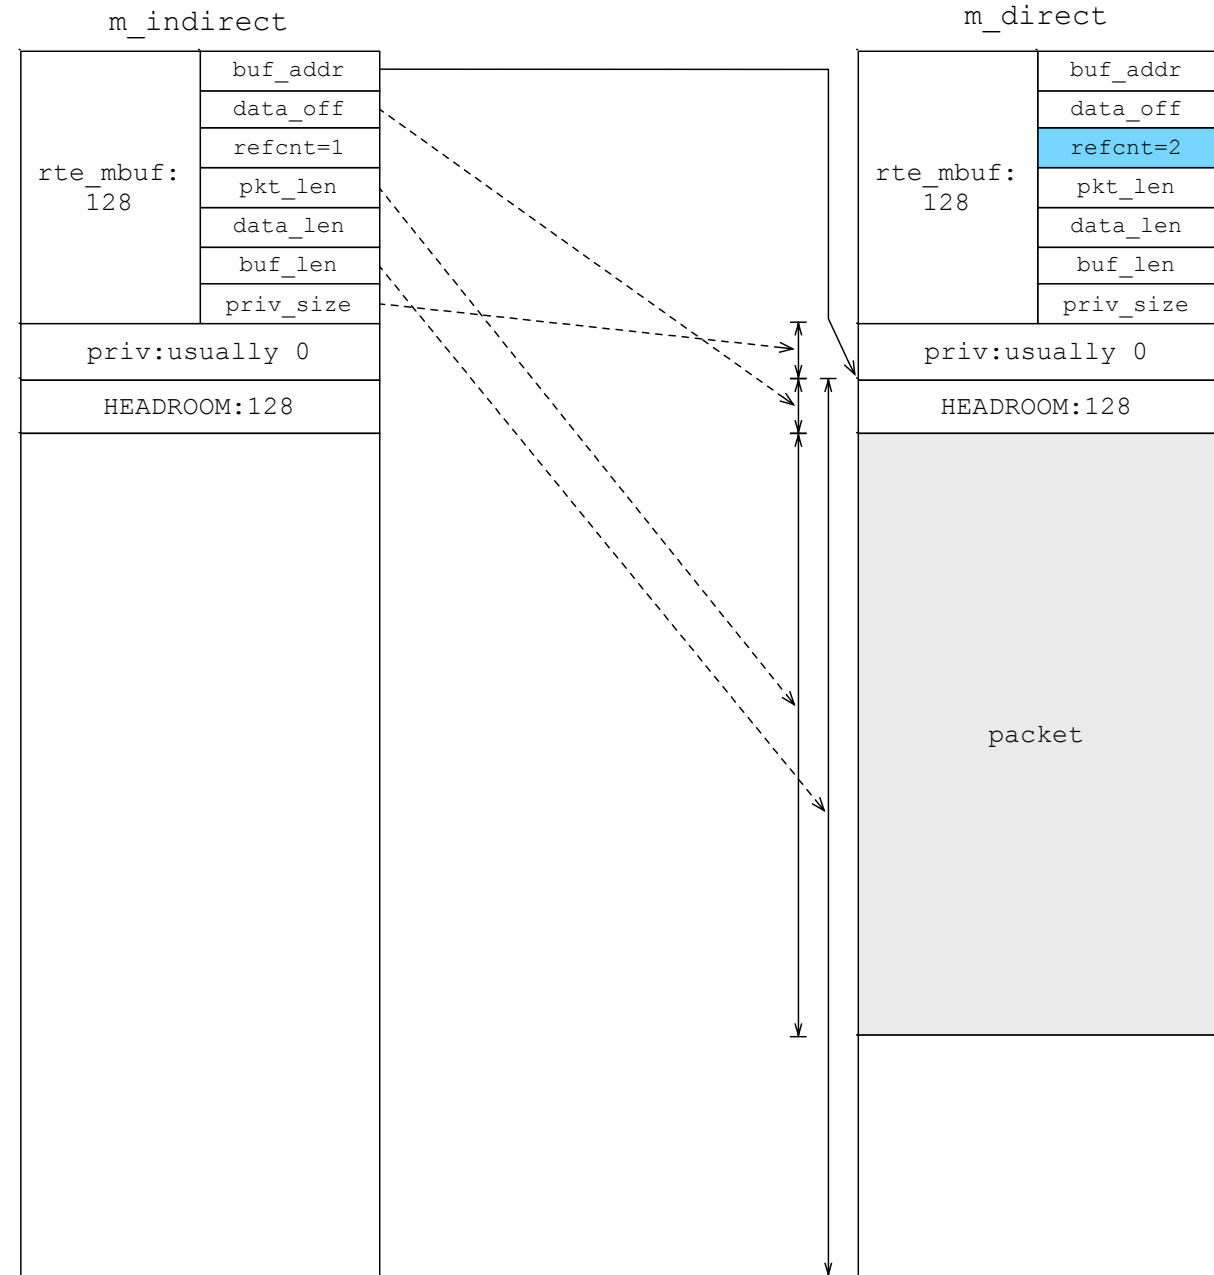 m_indirect
buf_addr
data_off
refcnt=1
rte_mbuf:
128
pkt_len
data_len
buf_len
priv_size
priv:usually 0
HEADROOM:128
m_direct
buf_addr
data_off
refcnt=2
rte_mbuf:
128
pkt_len
data_len
buf_len
priv_size
priv:usually 0
HEADROOM:128
packet